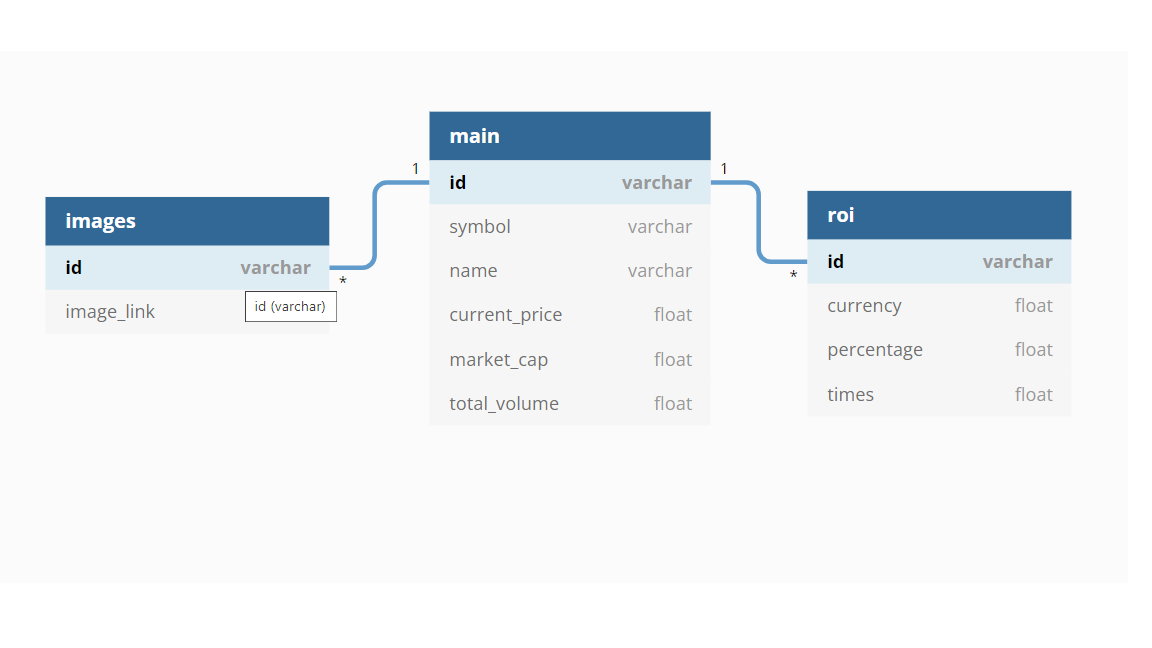 images
id varchar
image_link
id (varchar)
*
1
main
id varchar
symbol varchar
name varchar
current_price float
market_cap float
total_volume float
1
*
roi
id varchar
currency float
percentage float
times float